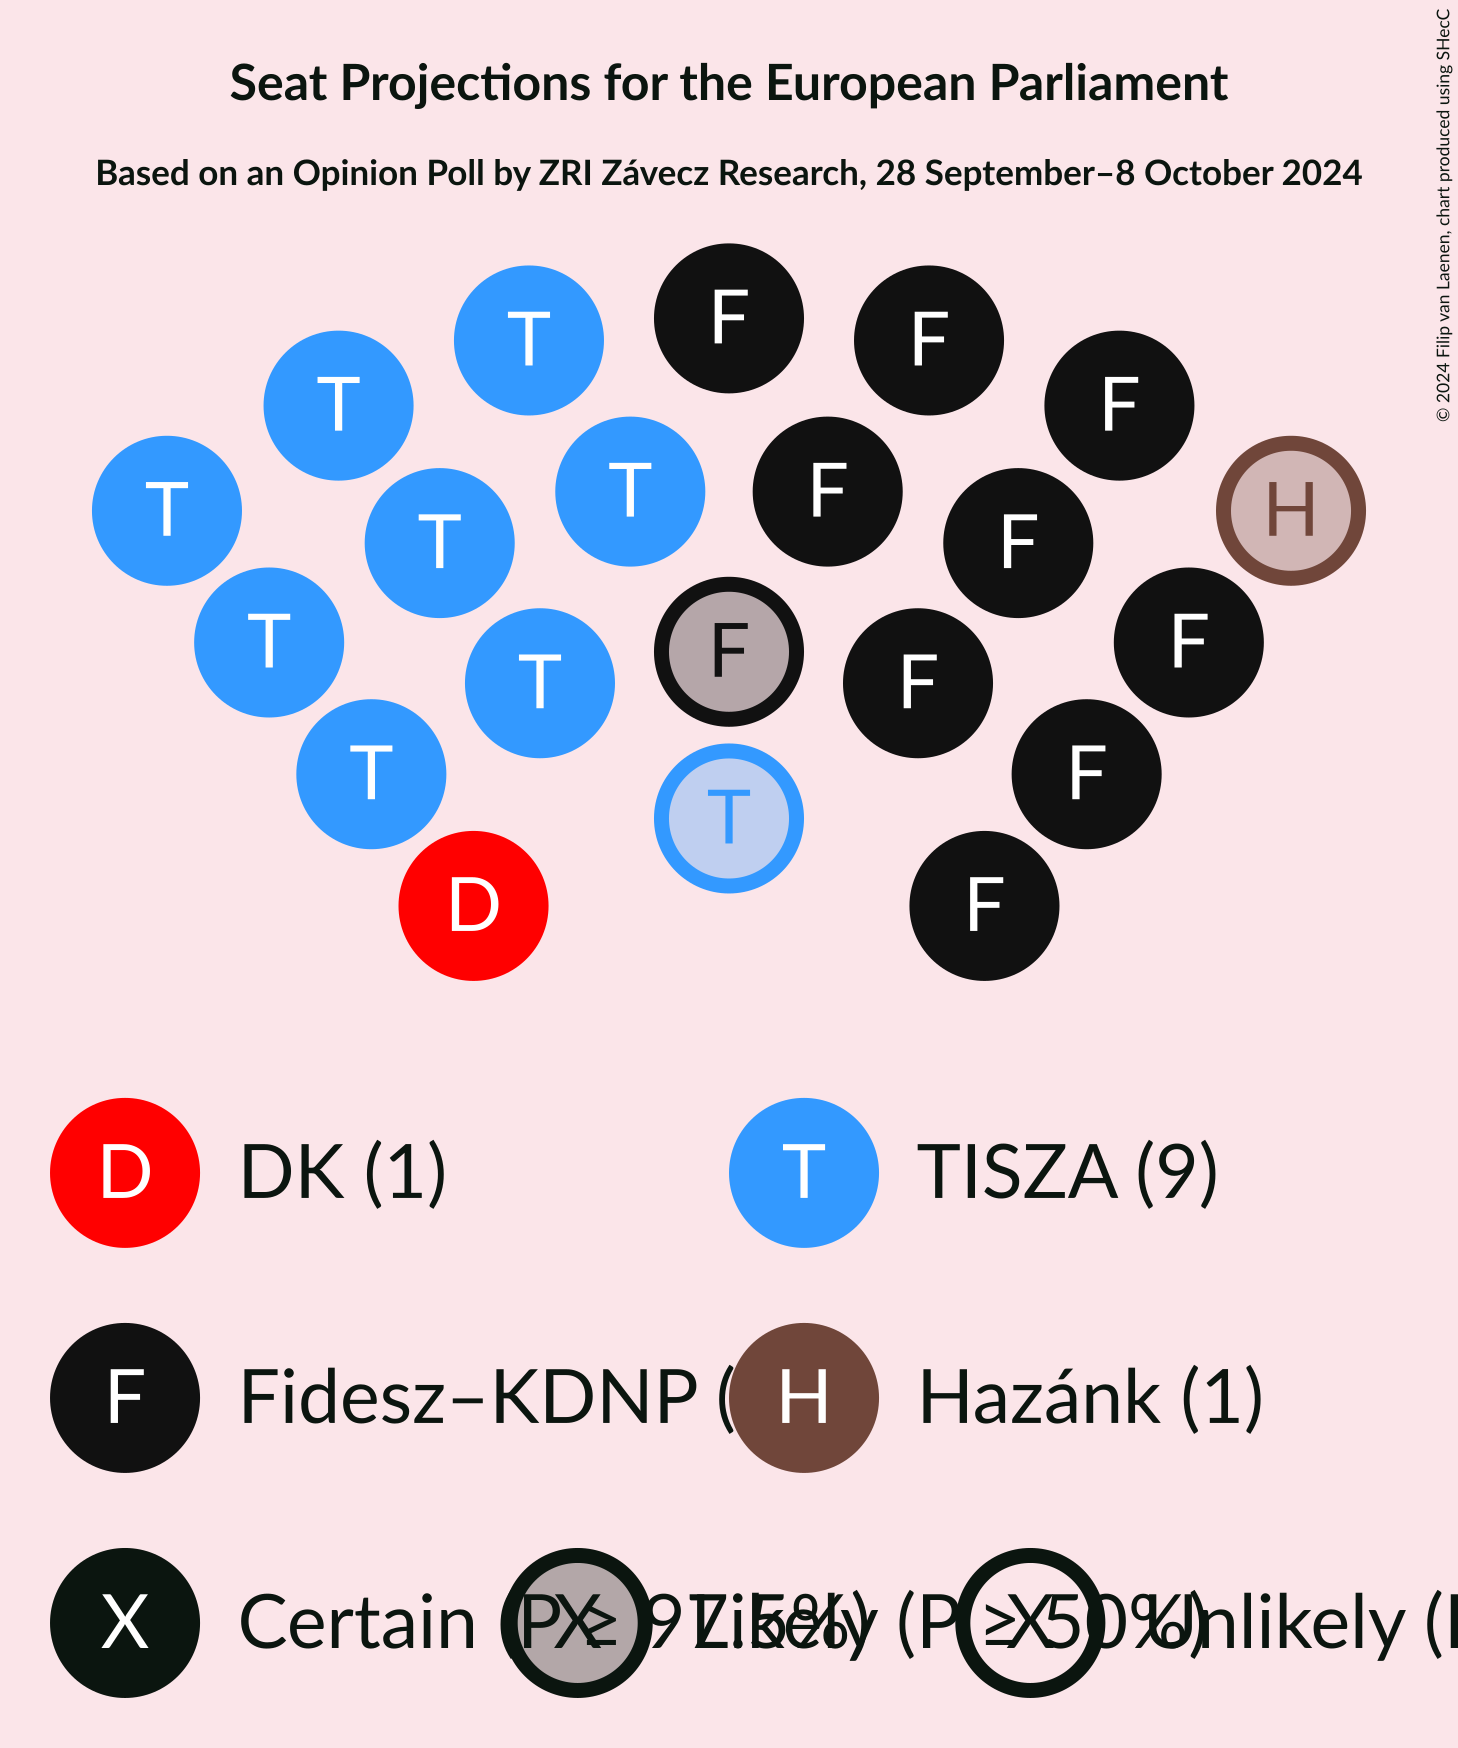 Seat Projections for the European Parliament
Based on an Opinion Poll by ZRI Závecz Research, 28 September–8 October 2024
© 2024 Filip van Laenen, chart produced using SHecC
F
T F
T F
T H
T F
T F
T F
T F
F
T F
T F
T
D F
D DK (1) T TISZA (9)
F Fidesz–KDNP ( H Hazánk (1)
X Certain (P ≥ 97.5%) X Likely (P ≥ 50%) X Unlikely (